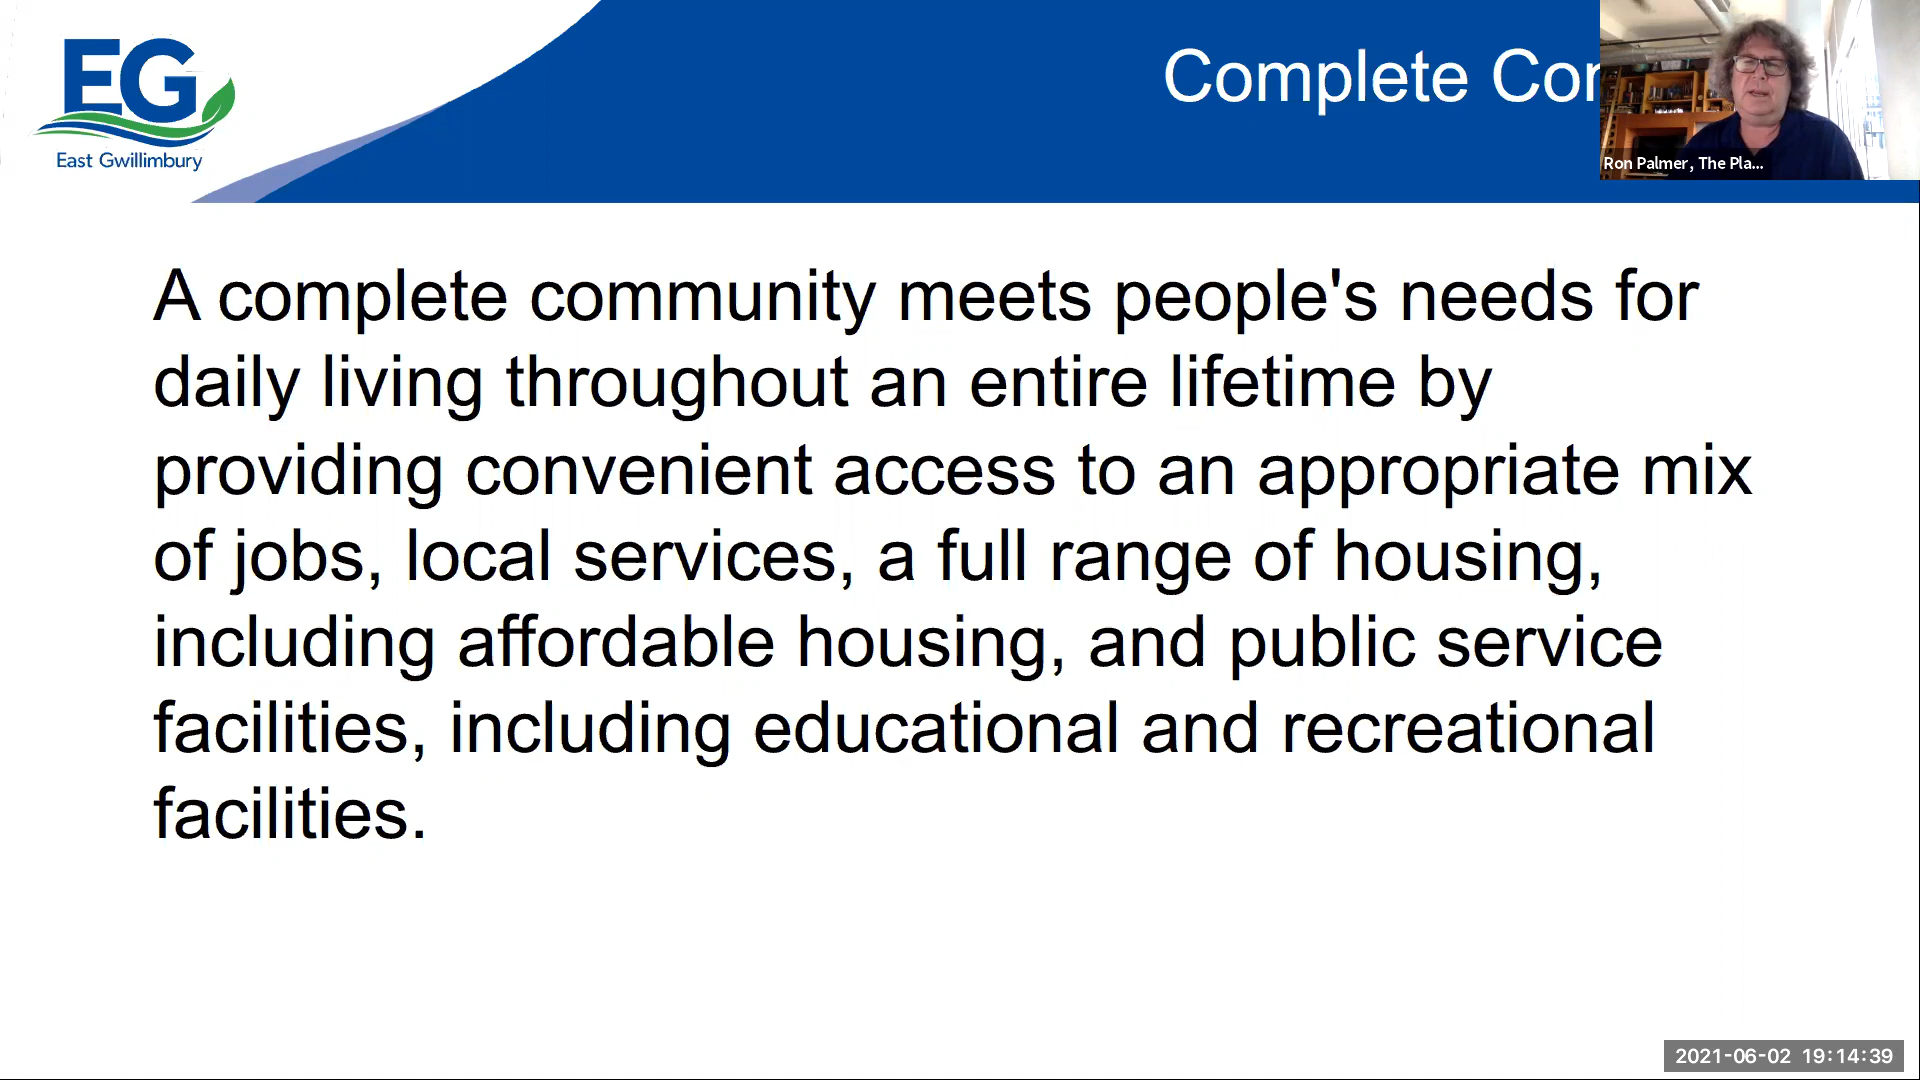 EG
East Gwillimbury
Complete Co
Ron Palmer, The Pla...
A complete community meets people's needs for
daily living throughout an entire lifetime by
providing convenient access to an appropriate mix
of jobs, local services, a full range of housing,
including affordable housing, and public service
facilities, including educational and recreational
facilities.
2021-06-02 19:14:39